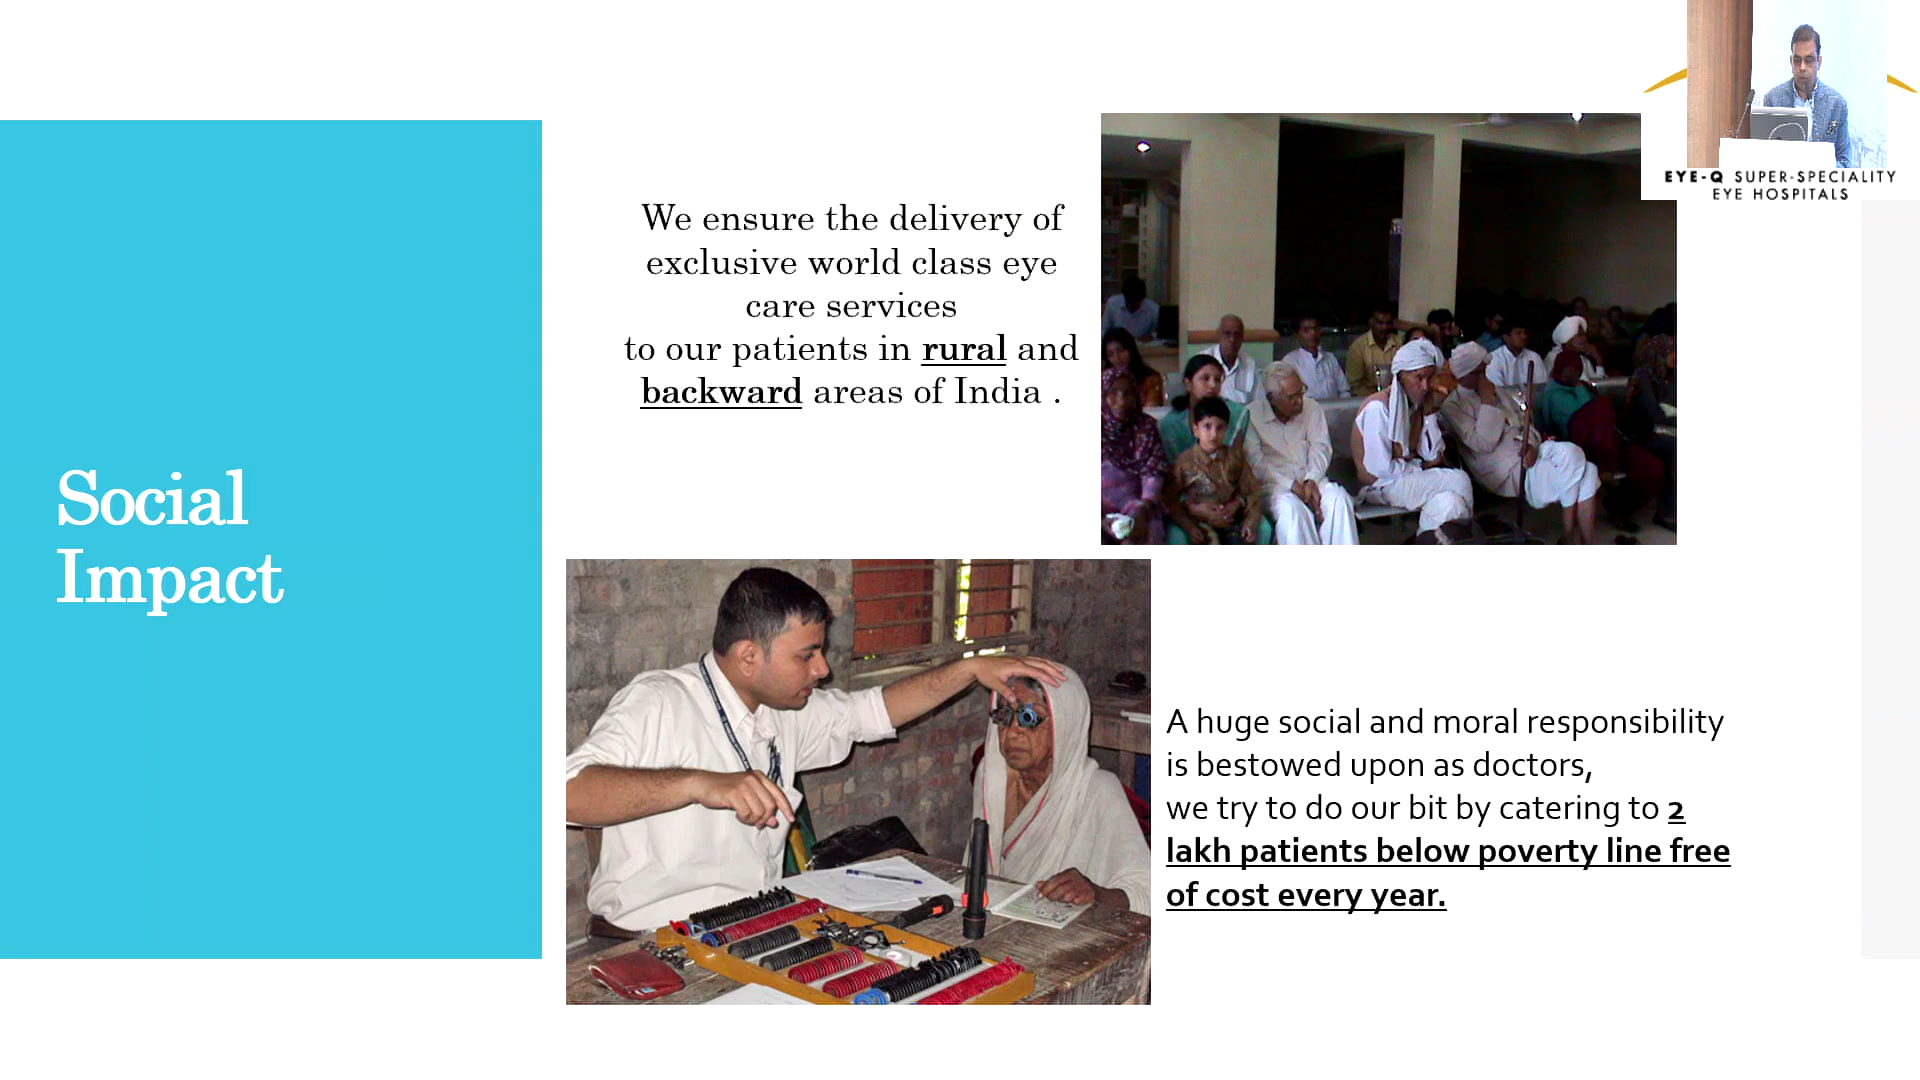 Social
Impact
We ensure the delivery of
exclusive world class eye
care services
to our patients in rural and
backward areas of India .
EYE-Q SUPER-SPECIALITY
EYE HOSPITALS
A huge social and moral responsibility
is bestowed upon as doctors,
we try to do our bit by catering to 2
lakh patients below poverty line free
of cost every year.